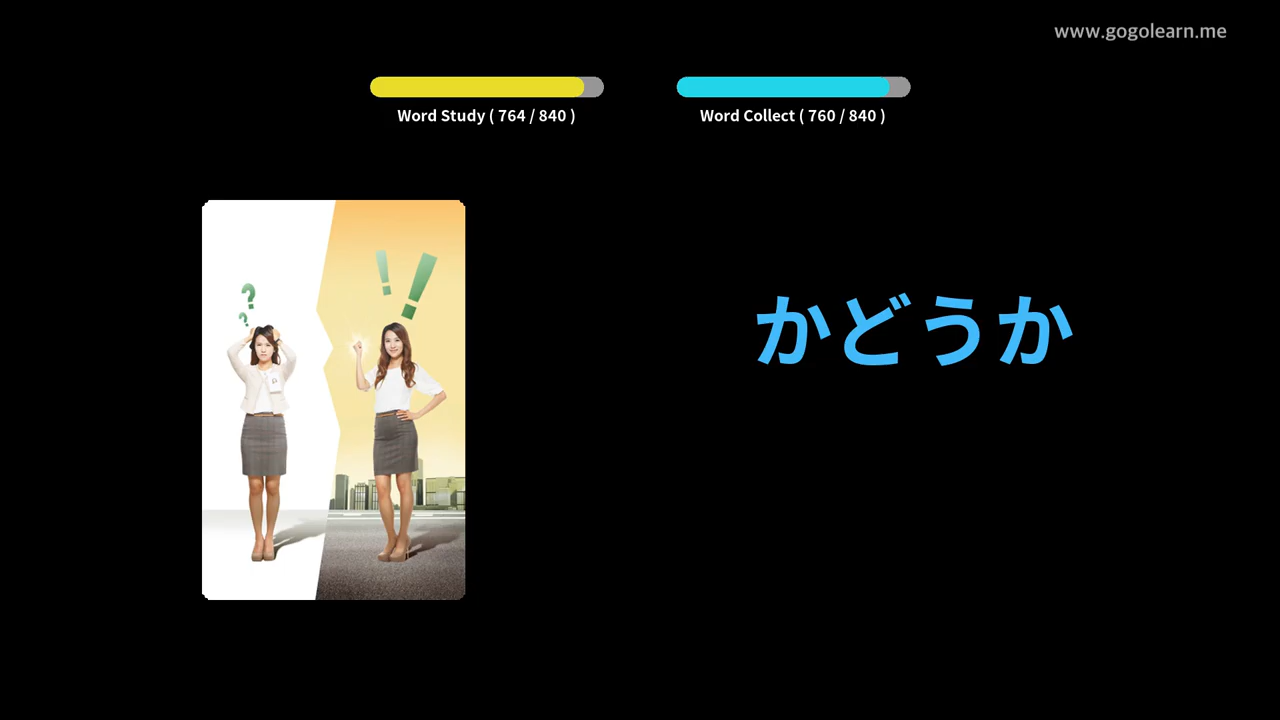 www.gogolearn.me
Word Study ( 764 / 840 )
Word Collect ( 760 / 840 )
? ?
! !
かどうか